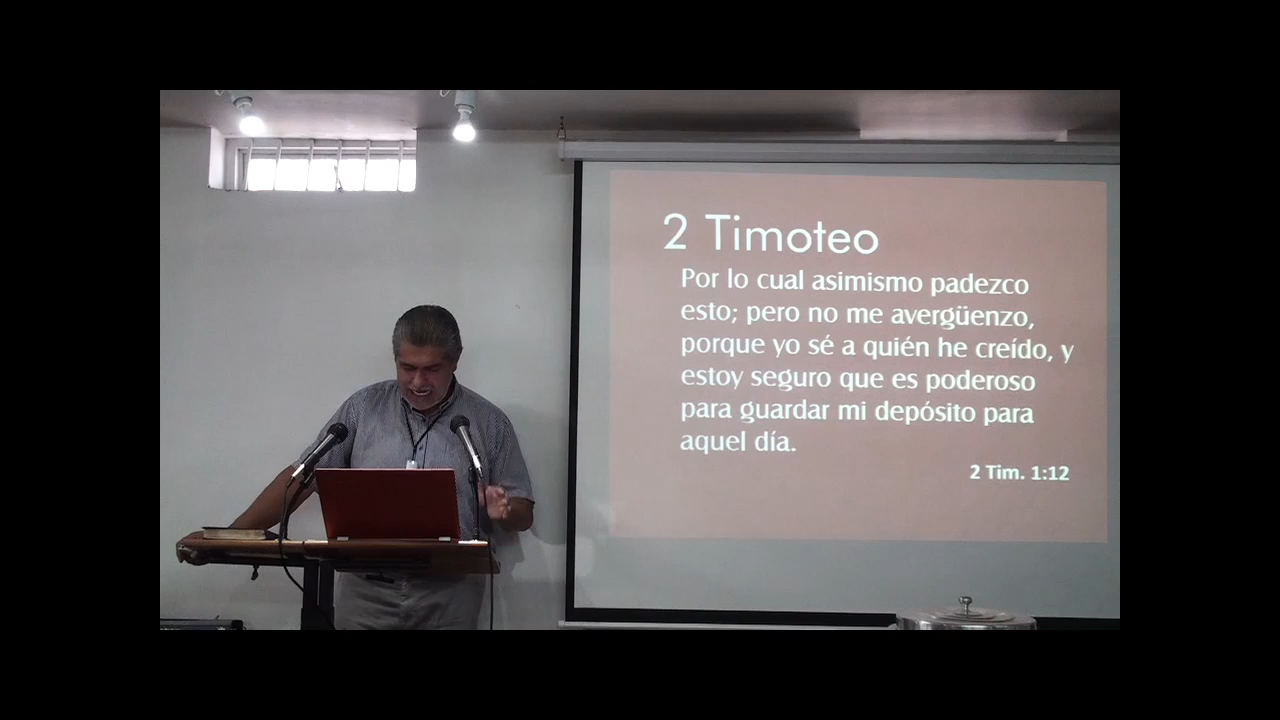 2 Timoteo
Por lo cual asimismo padezco
esto; pero no me avergüenzo,
porque yo sé a quién he creído, y
estoy seguro que es poderoso
para guardar mi depósito para
aquel día.
2 Tim. 1:12